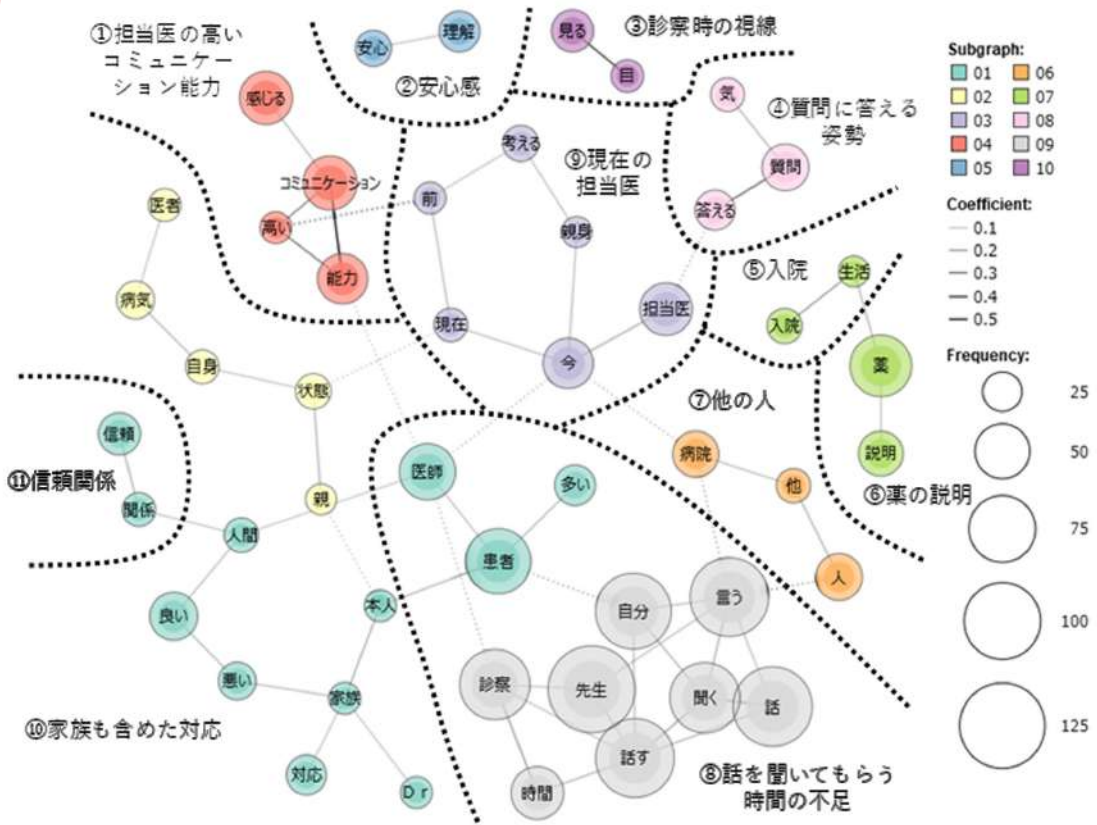 ①担当医の高い
コミュニケー
ション能力
感じる
コミュニケーション
高い
能力
安心
理解
②安心感
見る
目
③診察時の視線
気
質問
答える
④質問に答える
姿勢
考える
前
親身
現在
今
担当医
⑨現在の
担当医
⑤入院
生活
入院
薬
説明
⑥薬の説明
⑦他の人
病院
他
人
医者
病気
自身
状態
親
信頼
関係
⑪信頼関係
人間
良い
悪い
家族
本人
対応
Ｄｒ
⑩家族も含めた対応
医師
多い
患者
自分
言う
診察
先生
聞く
話
話す
時間
⑧話を聞いてもらう
時間の不足
Subgraph:
01 06
02 07
03 08
04 09
05 10
Coefficient:
0.1
0.2
0.3
0.4
0.5
Frequency:
25
50
75
100
125